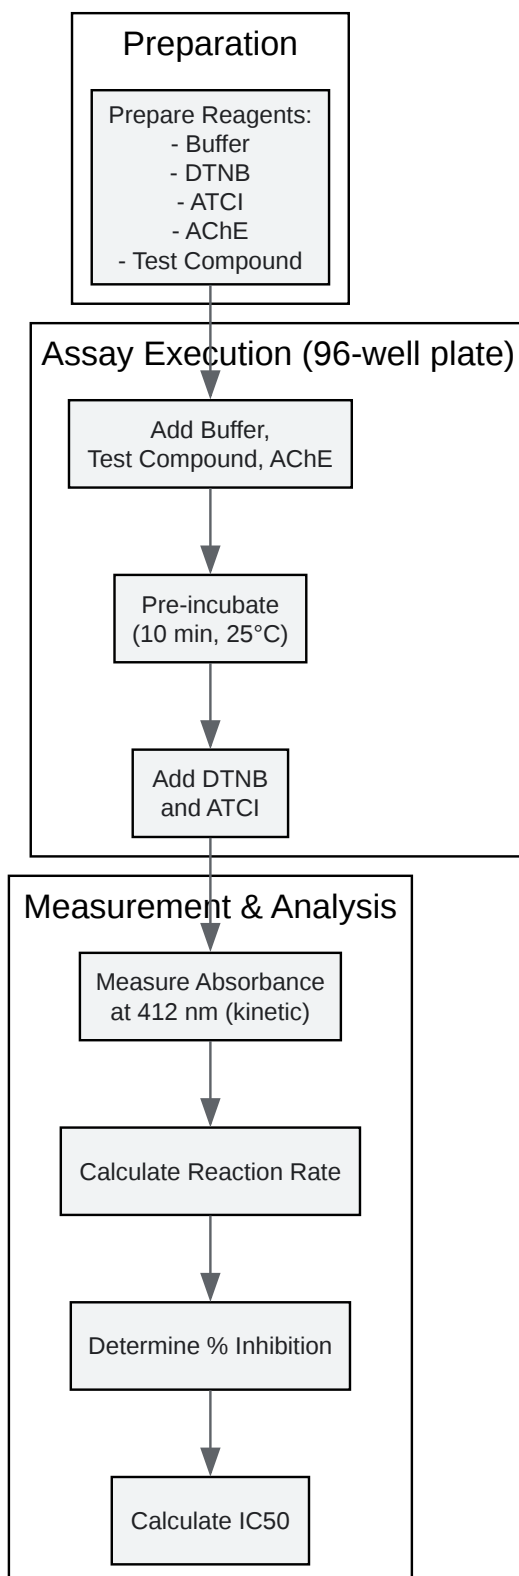 Preparation
Prepare Reagents:
- Buffer
- DTNB
- ATCI
- AChE
- Test Compound
Assay Execution (96-well plate)
Add Buffer,
Test Compound, AChE
Pre-incubate
(10 min, 25°C)
Add DTNB
and ATCI
Measurement & Analysis
Measure Absorbance
at 412 nm (kinetic)
Calculate Reaction Rate
Determine % Inhibition
Calculate IC50